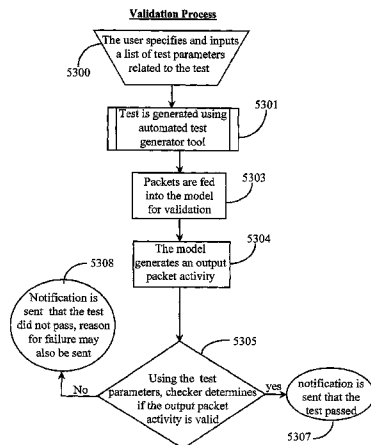 Validation Process
The user specifies and inputs
a list of test parameters
related to the test
5300
Test is generated using
automated test
generator tool
5301
Packets are fed
into the model
for validation
5303
The model
generates an output
packet activity
5304
5308
Notification is
sent that the test
did not pass, reason
for failure may
also be sent
5305
Using the test
parameters, checker determines
if the output packet
activity is valid
No
yes
notification is
sent that the
test passed
5307